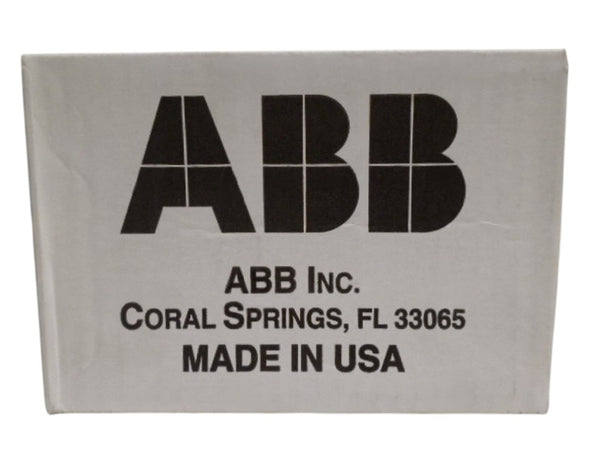 ABB
ABB INC.
CORAL SPRINGS, FL 33065
MADE IN USA